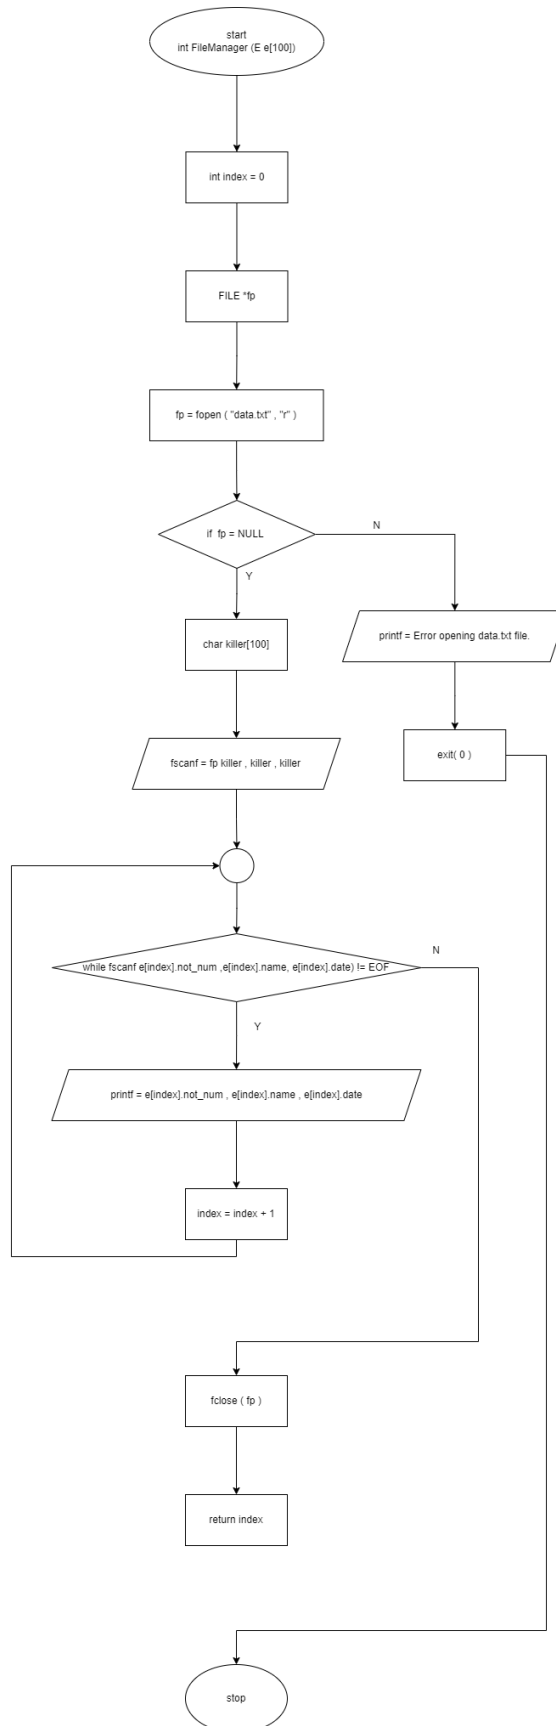 start
int FileManager (E e[100])
int index = 0
FILE *fp
fp = fopen ( "data.txt" , "r" )
if  fp = NULL
N
Y
printf = Error opening data.txt file.
char killer[100]
exit( 0 )
fscanf = fp killer , killer , killer
while fscanf e[index].not_num ,e[index].name, e[index].date) != EOF
N
Y
printf = e[index].not_num , e[index].name , e[index].date
index = index + 1
fclose ( fp )
return index
stop